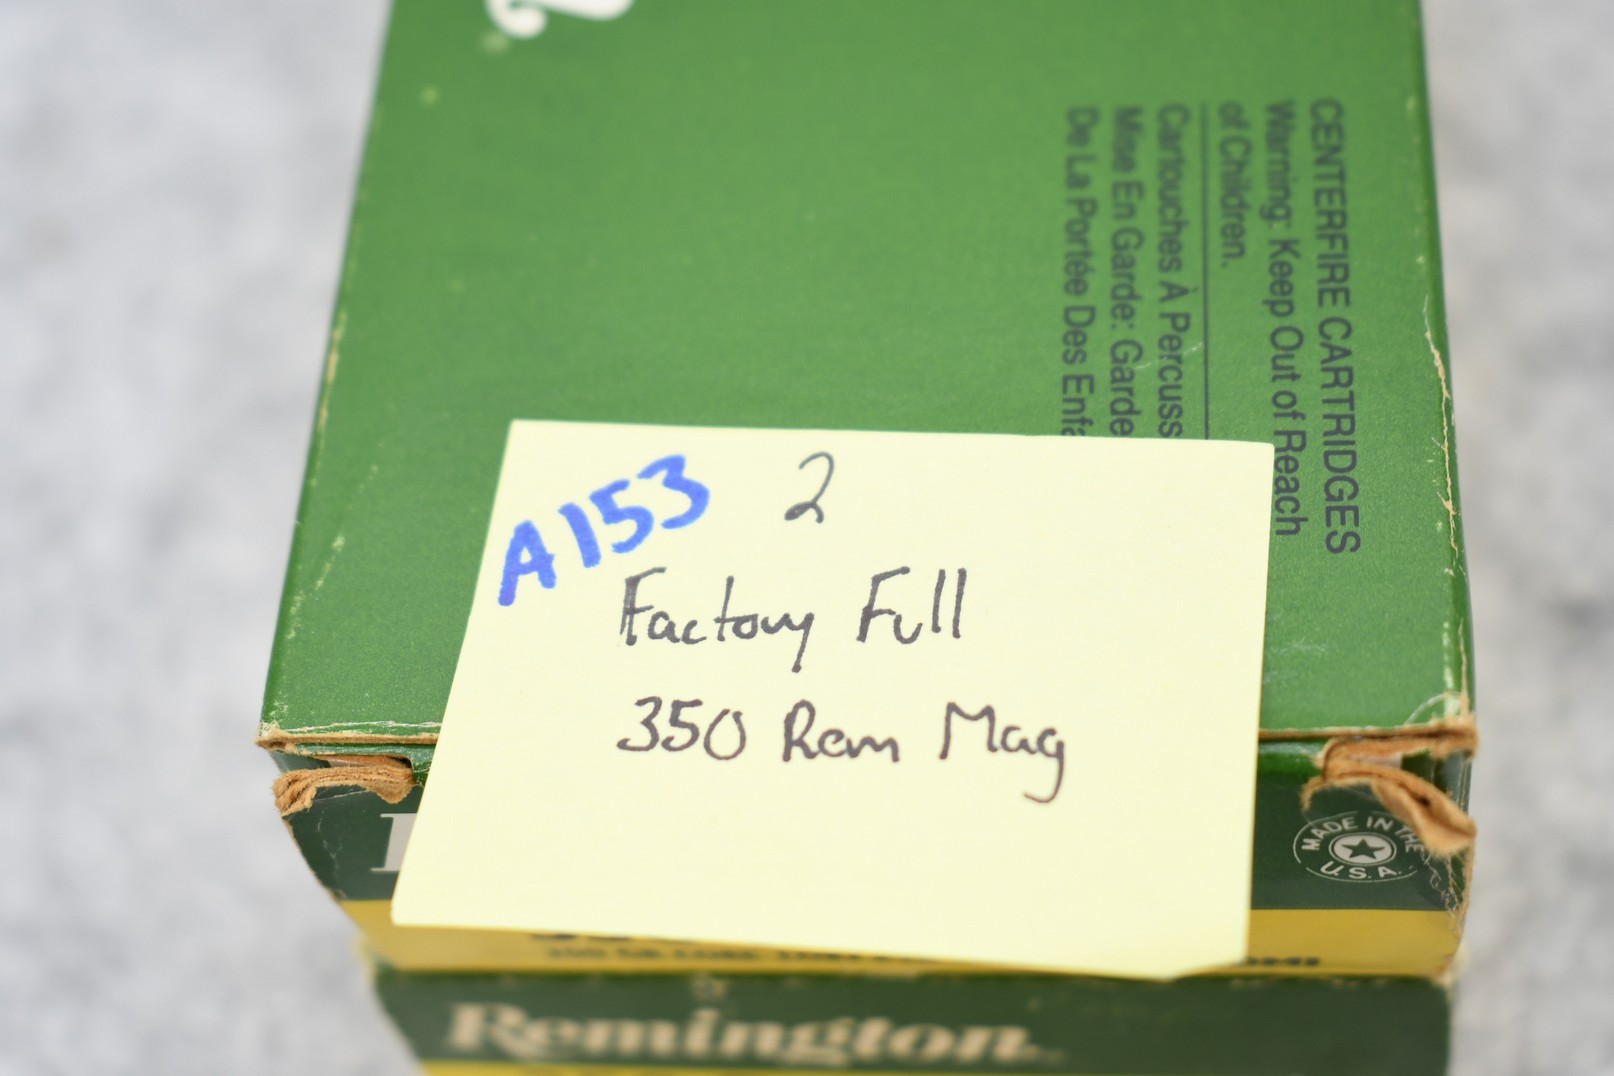 CENTERFIRE CARTRIDGES
Warning: Keep Out of Reach
of Children.
Cartouches À Percuss
Mise En Garde: Garde
De La Portée Des Enfa
A153
2
Factory Full
350 Rem Mag
MADE IN THE
U.S.A.
Remington